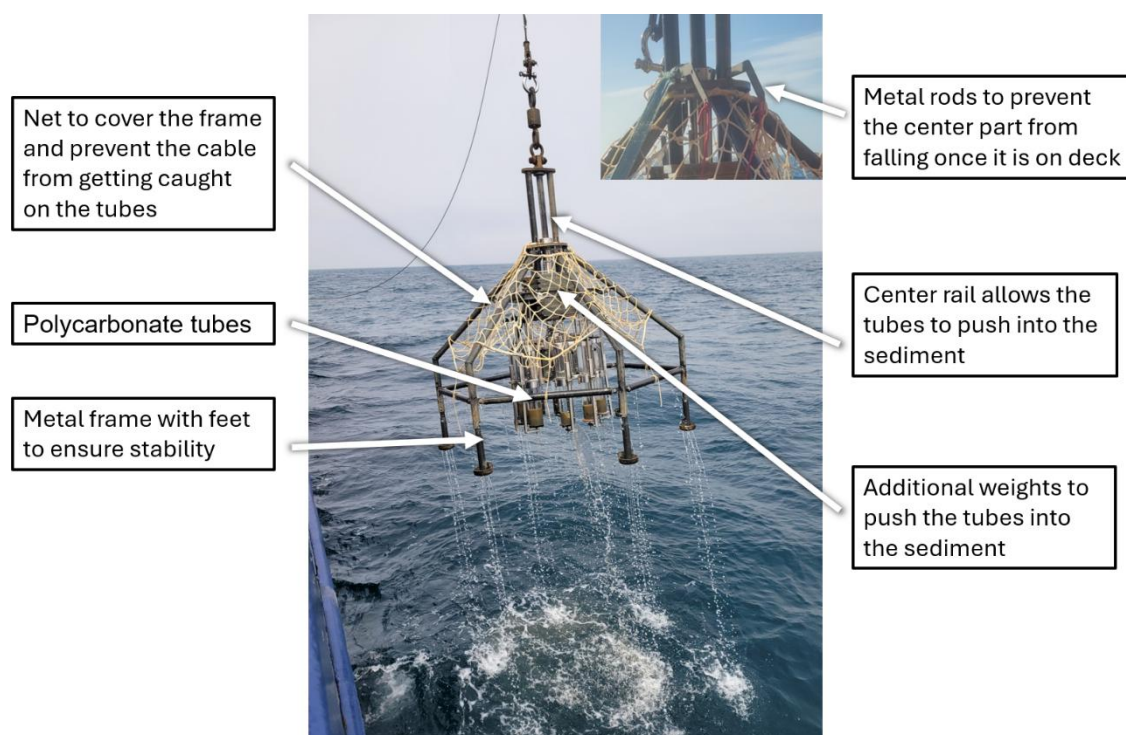 Net to cover the frame
and prevent the cable
from getting caught
on the tubes
Polycarbonate tubes
Metal frame with feet
to ensure stability
Metal rods to prevent
the center part from
falling once it is on deck
Center rail allows the
tubes to push into the
sediment
Additional weights to
push the tubes into
the sediment